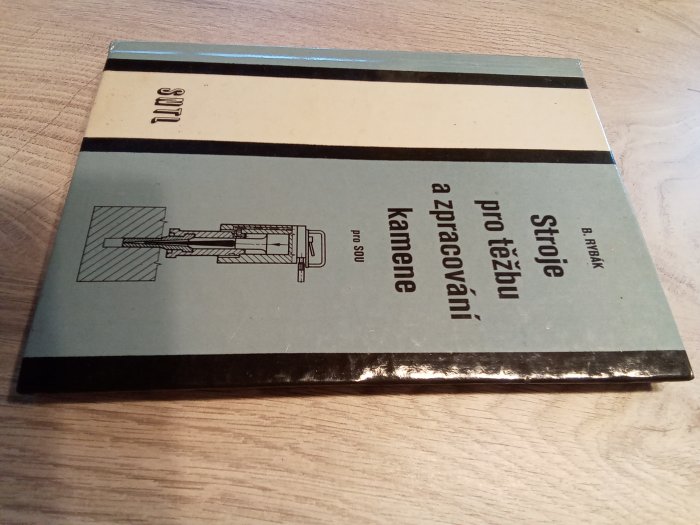 B. RYBÁK
Stroje
pro těžbu
a zpracování
kamene
pro SOU
SNTL